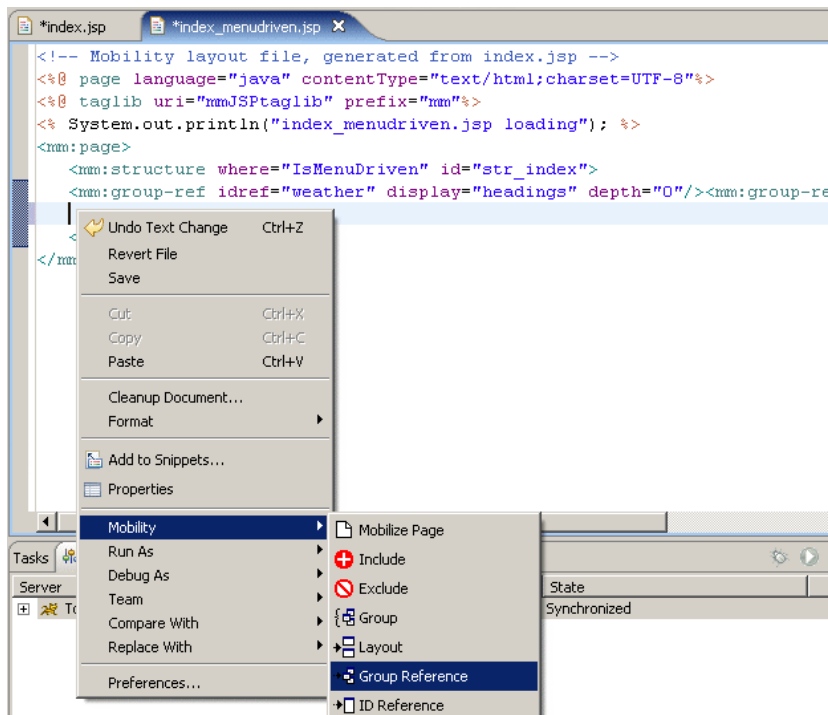 *index.jsp
*index_menudriven.jsp
<!-- Mobility layout file, generated from index.jsp -->
<%@ page language="java" contentType="text/html;charset=UTF-8"%>
<%@ taglib uri="mmJSPtaglib" prefix="mm"%>
<% System.out.println("index_menudriven.jsp loading"); %>
<mm:page>
<mm:structure where="IsMenuDriven" id="str_index">
<mm:group-ref idref="weather" display="headings" depth="0"/><mm:group-re
<
</mm
Undo Text Change Ctrl+Z
Revert File
Save
Cut Ctrl+X
Copy Ctrl+C
Paste Ctrl+V
Cleanup Document...
Format
Add to Snippets...
Properties
Mobility
Run As
Debug As
Team
Compare With
Replace With
Preferences...
Mobilize Page
Include
Exclude
Group
Layout
Group Reference
ID Reference
Tasks
Server State
To Synchronized